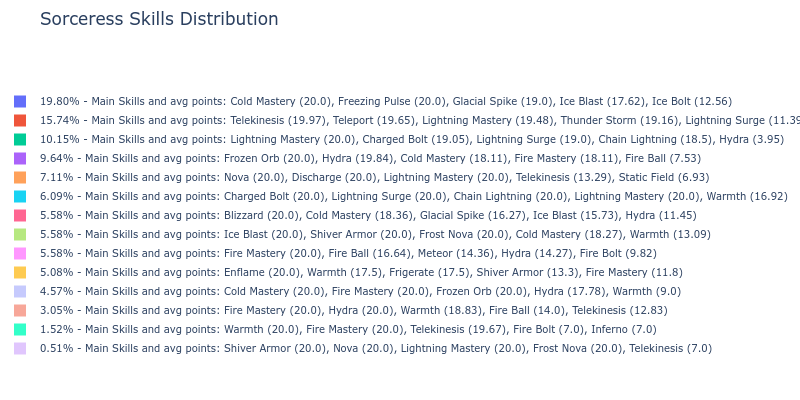 Sorceress Skills Distribution
19.80% - Main Skills and avg points: Cold Mastery (20.0), Freezing Pulse (20.0), Glacial Spike (19.0), Ice Blast (17.62), Ice Bolt (12.56)
15.74% - Main Skills and avg points: Telekinesis (19.97), Teleport (19.65), Lightning Mastery (19.48), Thunder Storm (19.16), Lightning Surge (11.39
10.15% - Main Skills and avg points: Lightning Mastery (20.0), Charged Bolt (19.05), Lightning Surge (19.0), Chain Lightning (18.5), Hydra (3.95)
9.64% - Main Skills and avg points: Frozen Orb (20.0), Hydra (19.84), Cold Mastery (18.11), Fire Mastery (18.11), Fire Ball (7.53)
7.11% - Main Skills and avg points: Nova (20.0), Discharge (20.0), Lightning Mastery (20.0), Telekinesis (13.29), Static Field (6.93)
6.09% - Main Skills and avg points: Charged Bolt (20.0), Lightning Surge (20.0), Chain Lightning (20.0), Lightning Mastery (20.0), Warmth (16.92)
5.58% - Main Skills and avg points: Blizzard (20.0), Cold Mastery (18.36), Glacial Spike (16.27), Ice Blast (15.73), Hydra (11.45)
5.58% - Main Skills and avg points: Ice Blast (20.0), Shiver Armor (20.0), Frost Nova (20.0), Cold Mastery (18.27), Warmth (13.09)
5.58% - Main Skills and avg points: Fire Mastery (20.0), Fire Ball (16.64), Meteor (14.36), Hydra (14.27), Fire Bolt (9.82)
5.08% - Main Skills and avg points: Enflame (20.0), Warmth (17.5), Frigerate (17.5), Shiver Armor (13.3), Fire Mastery (11.8)
4.57% - Main Skills and avg points: Cold Mastery (20.0), Fire Mastery (20.0), Frozen Orb (20.0), Hydra (17.78), Warmth (9.0)
3.05% - Main Skills and avg points: Fire Mastery (20.0), Hydra (20.0), Warmth (18.83), Fire Ball (14.0), Telekinesis (12.83)
1.52% - Main Skills and avg points: Warmth (20.0), Fire Mastery (20.0), Telekinesis (19.67), Fire Bolt (7.0), Inferno (7.0)
0.51% - Main Skills and avg points: Shiver Armor (20.0), Nova (20.0), Lightning Mastery (20.0), Frost Nova (20.0), Telekinesis (7.0)